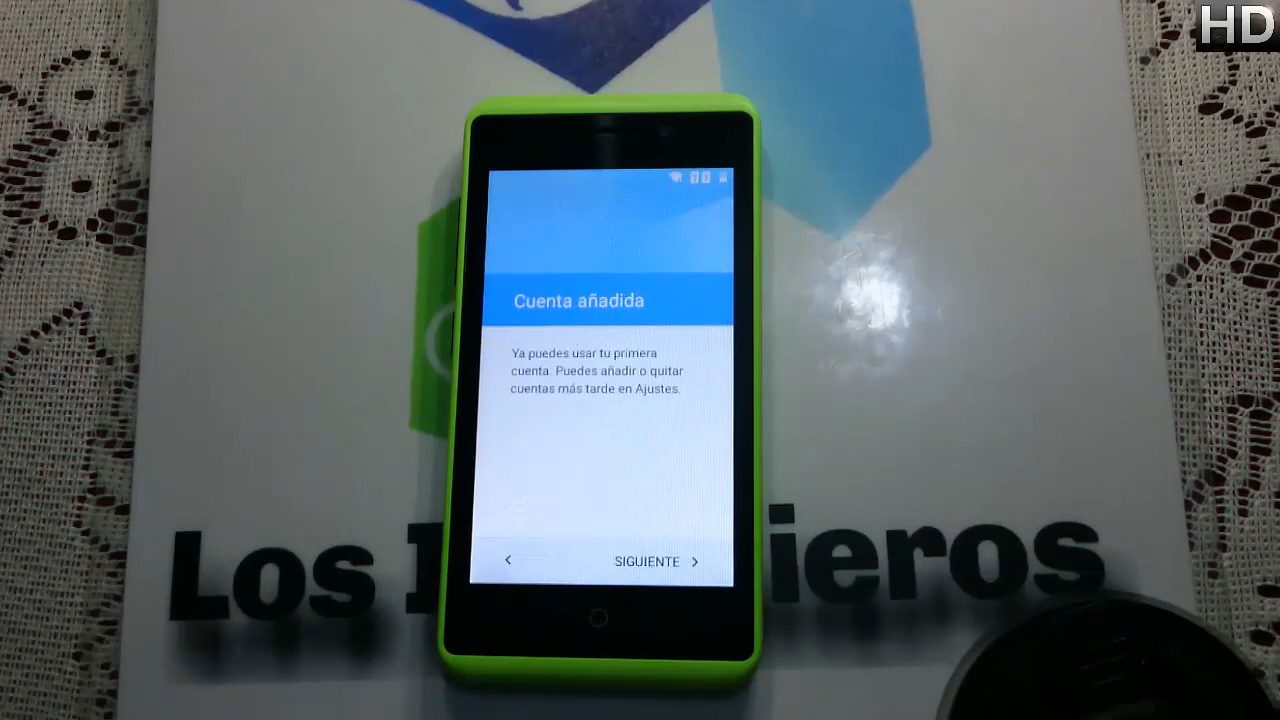 HD
Cuenta añadida
Ya puedes usar tu primera
cuenta. Puedes añadir o quitar
cuentas más tarde en Ajustes.
SIGUIENTE
Los